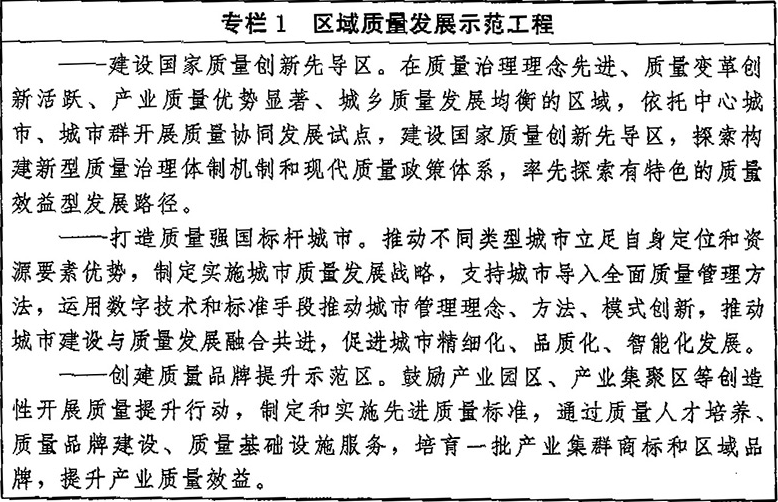 专栏1 区域质量发展示范工程
——建设国家质量创新先导区。在质量治理理念先进、质量变革创
新活跃、产业质量优势显著、城乡质量发展均衡的区域，依托中心城
市、城市群开展质量协同发展试点，建设国家质量创新先导区，探索构
建新型质量治理体制机制和现代质量政策体系，率先探索有特色的质量
效益型发展路径。
——打造质量强国标杆城市。推动不同类型城市立足自身定位和资
源要素优势，制定实施城市质量发展战略，支持城市导入全面质量管理方
法，运用数字技术和标准手段推动城市管理理念、方法、模式创新，推动
城市建设与质量发展融合共进，促进城市精细化、品质化、智能化发展。
——创建质量品牌提升示范区。鼓励产业园区、产业集聚区等创造
性开展质量提升行动，制定和实施先进质量标准，通过质量人才培养、
质量品牌建设、质量基础设施服务，培育一批产业集群商标和区域品
牌，提升产业质量效益。